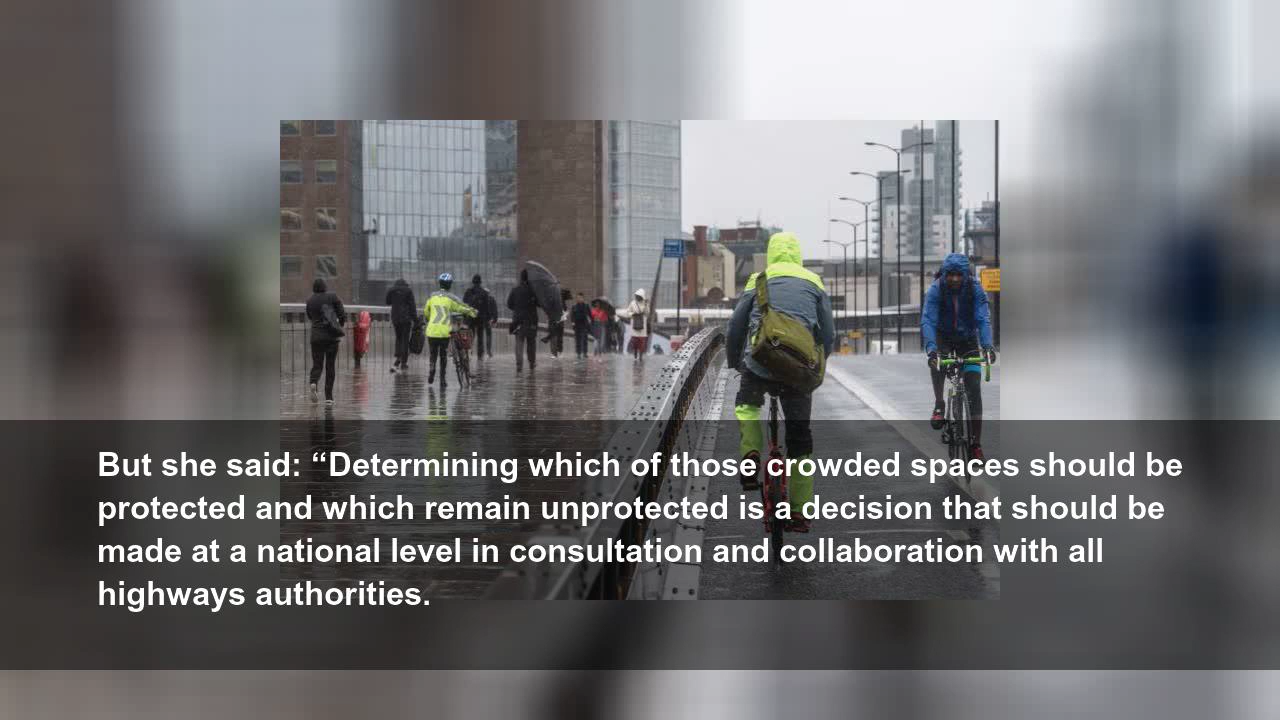 But she said: “Determining which of those crowded spaces should be
protected and which remain unprotected is a decision that should be
made at a national level in consultation and collaboration with all
highways authorities.